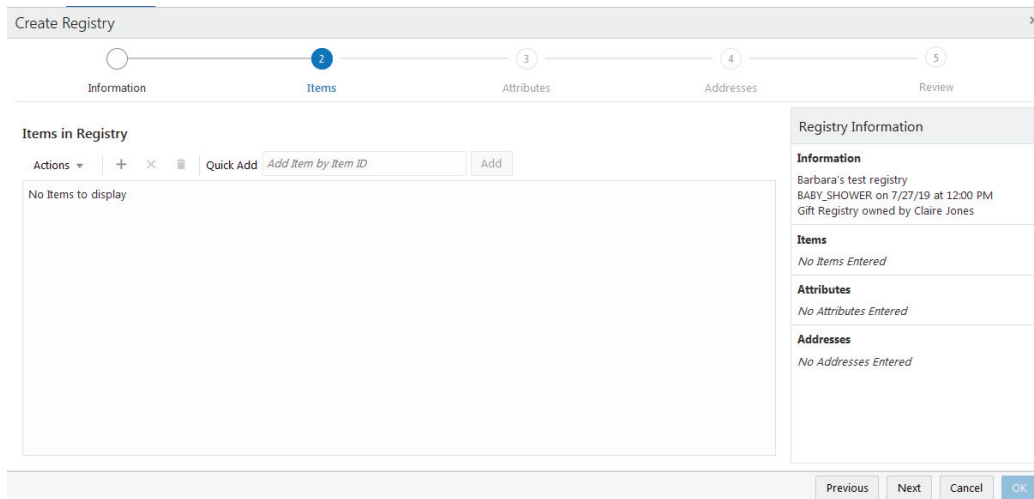 Create Registry
2 3 4 5
Information Items Attributes Addresses Review
Items in Registry
Actions Quick Add Add Item by Item ID Add
No Items to display
Registry Information
Information
Barbara's test registry
BABY_SHOWER on 7/27/19 at 12:00 PM
Gift Registry owned by Claire Jones
Items
No Items Entered
Attributes
No Attributes Entered
Addresses
No Addresses Entered
Previous Next Cancel OK